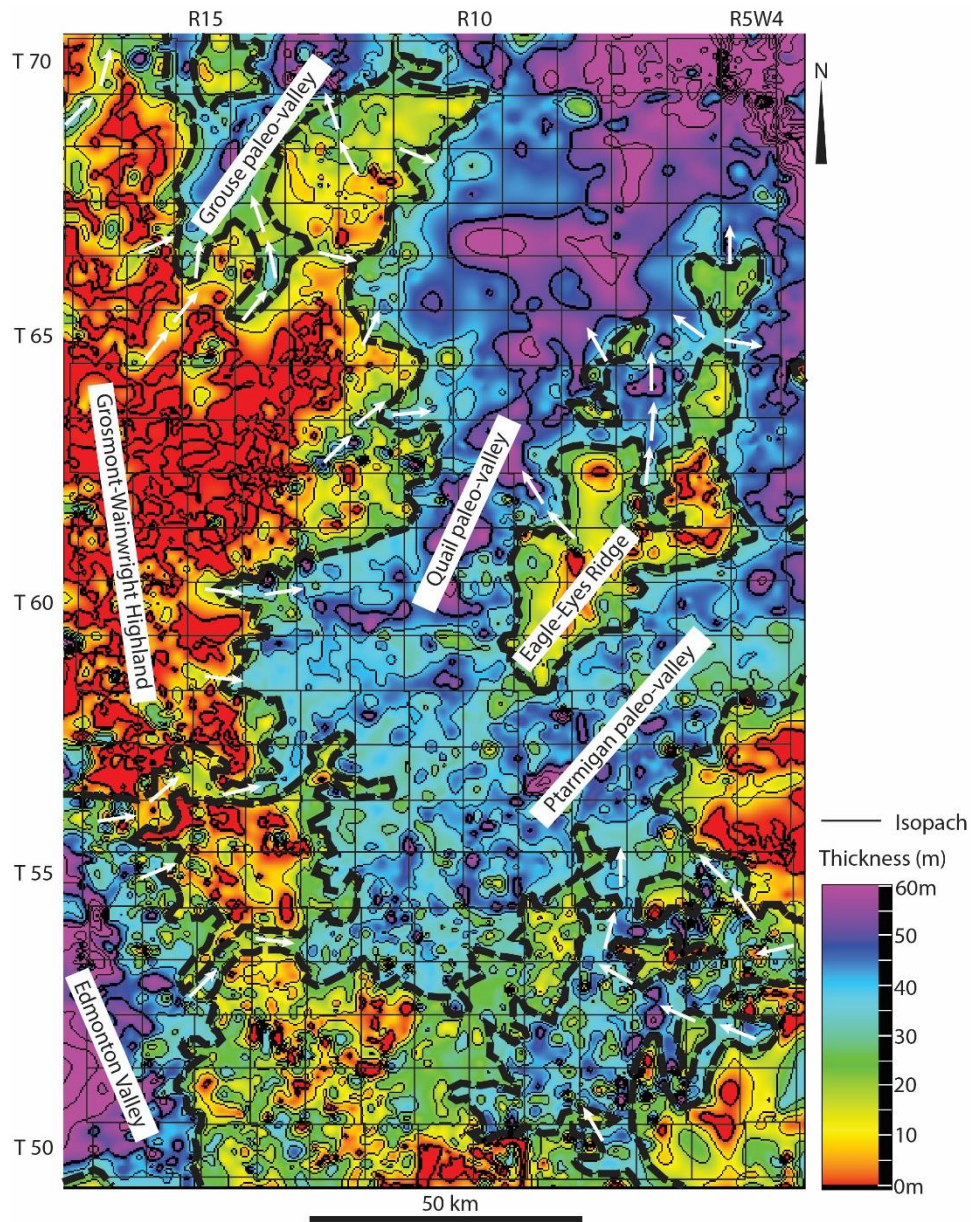 R15 R10 R5W4
T 70
N
Grouse paleo-valley
T 65
Grosmont-Wainwright Highland
Quail paleo-valley
T 60
Eagle-Eyes Ridge
Ptarmigan paleo-valley
Isopach
Thickness (m)
T 55
60m
50
40
30
20
10
0m
Edmonton Valley
T 50
50 km